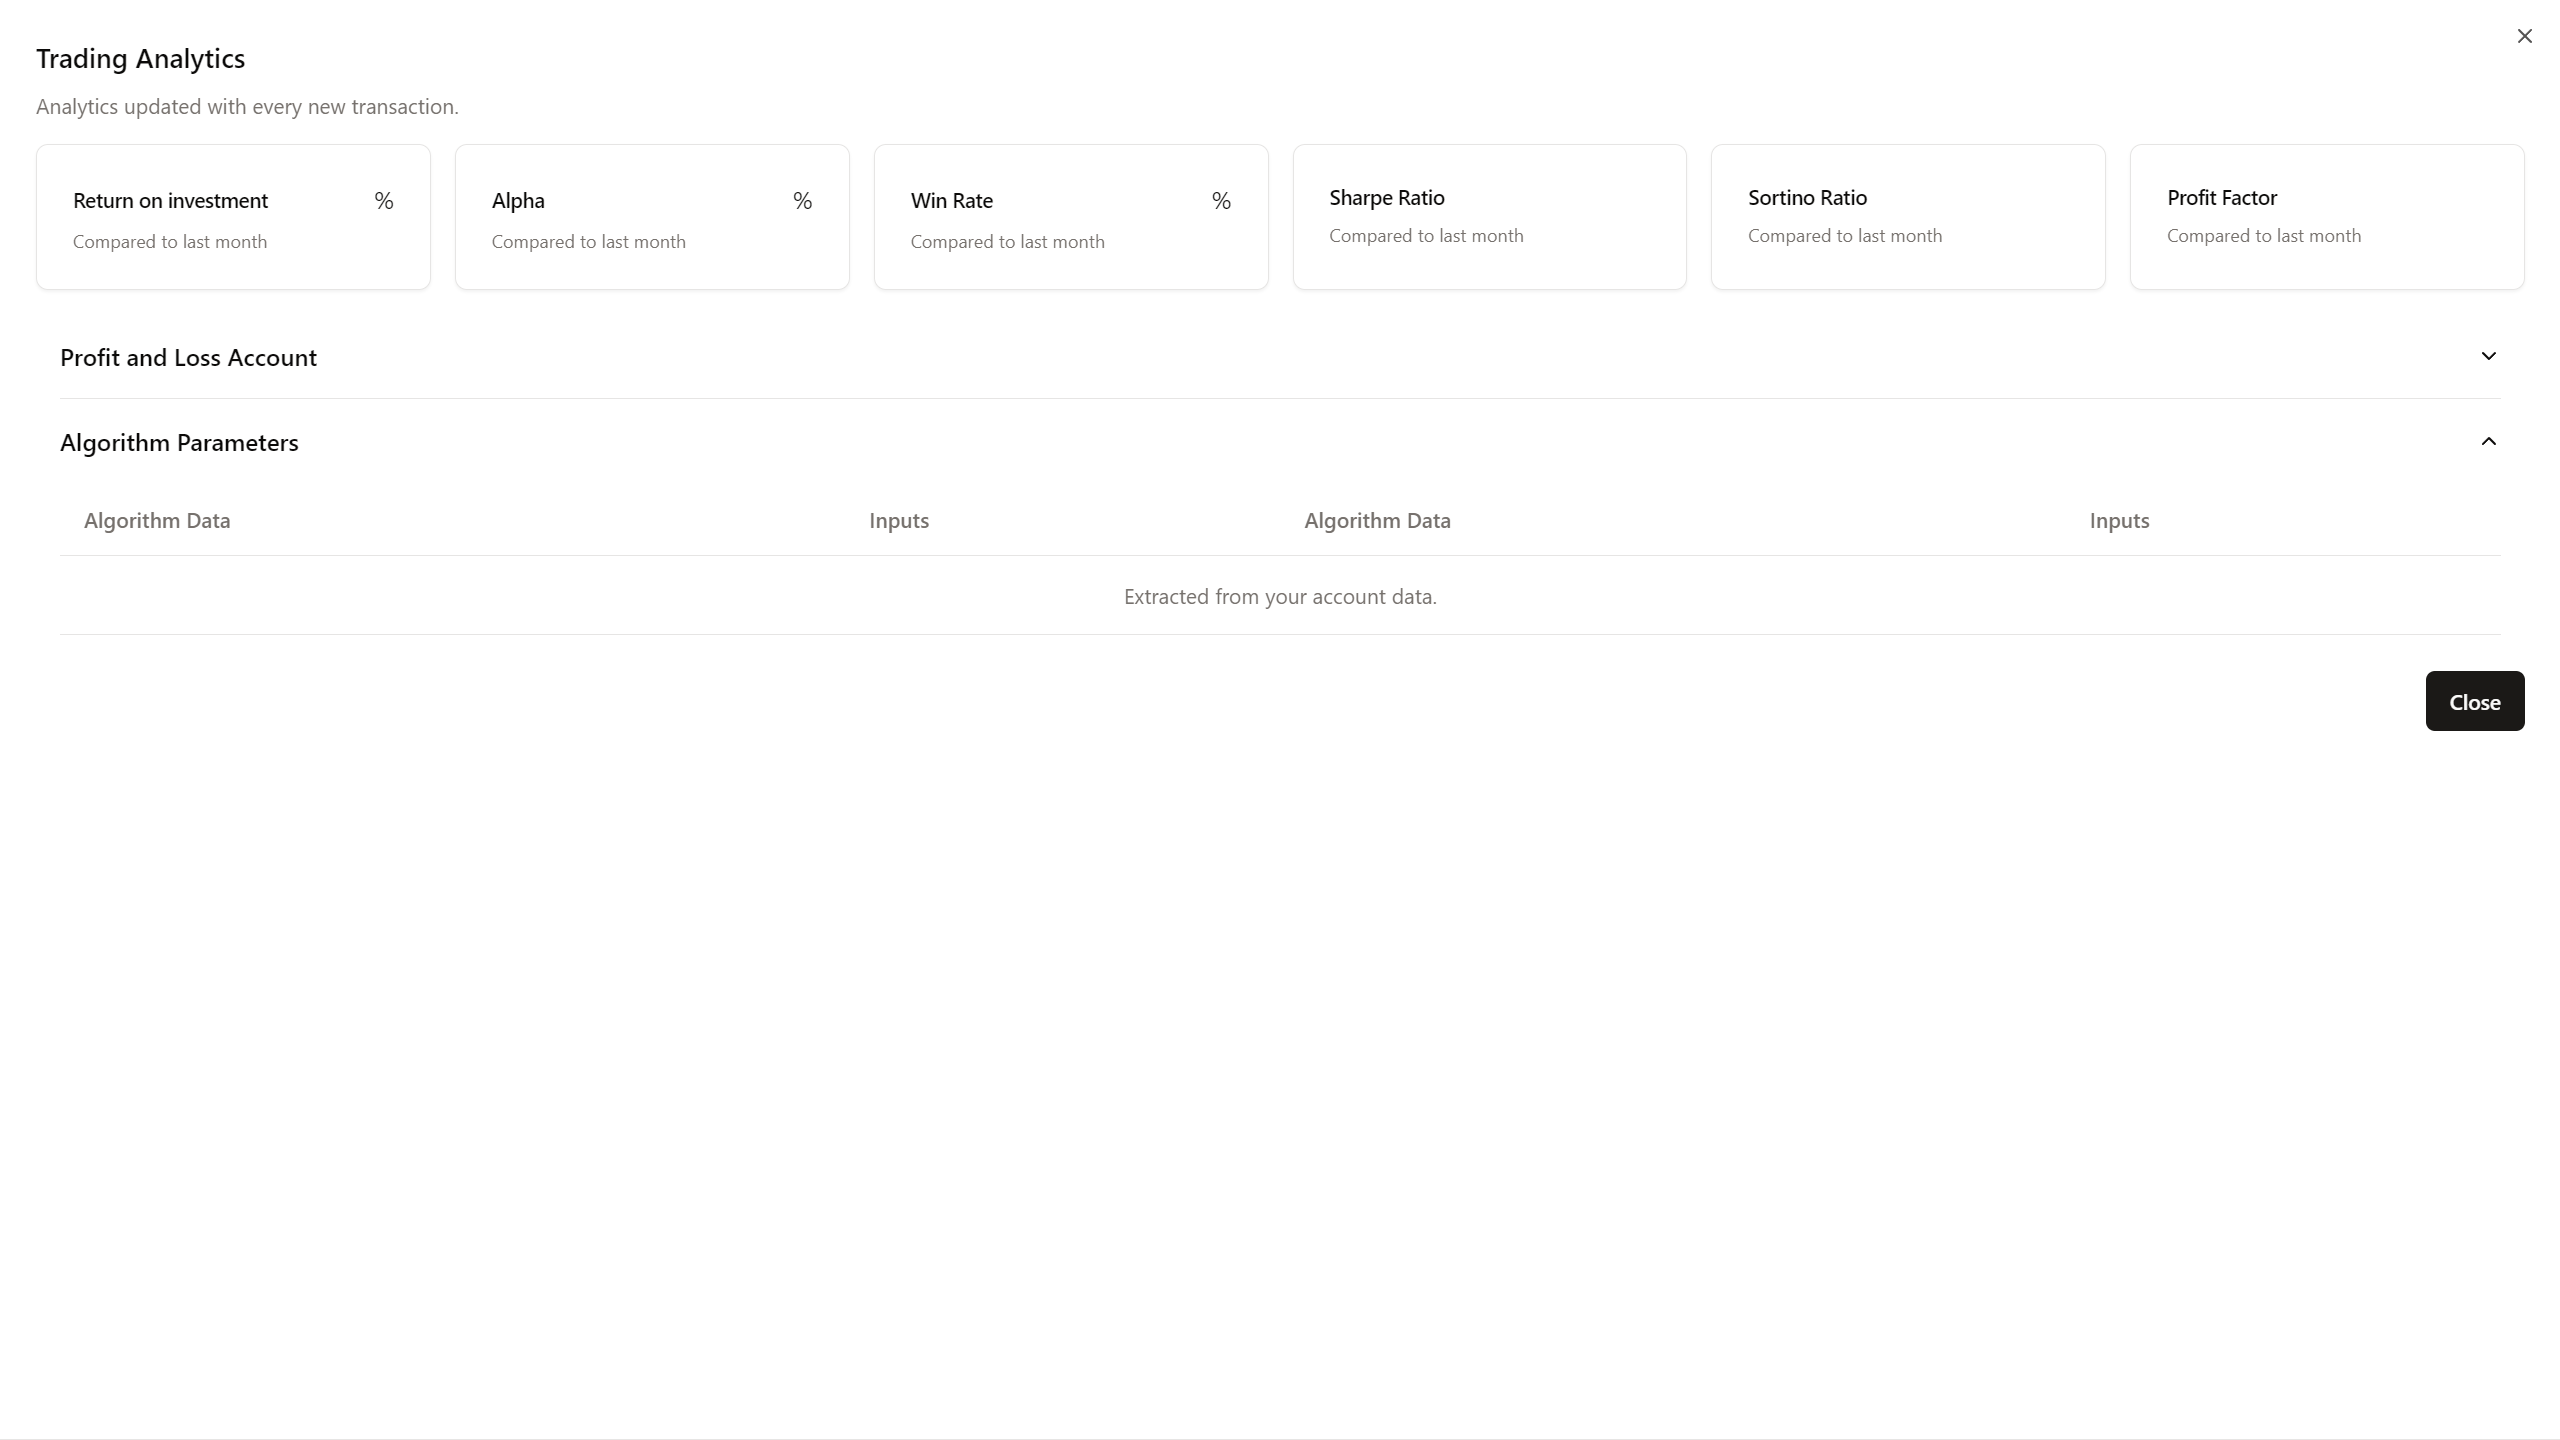 Trading Analytics
Analytics updated with every new transaction.
Return on investment %
Compared to last month
Alpha %
Compared to last month
Win Rate %
Compared to last month
Sharpe Ratio
Compared to last month
Sortino Ratio
Compared to last month
Profit Factor
Compared to last month
Profit and Loss Account
Algorithm Parameters
Algorithm Data Inputs Algorithm Data Inputs
Extracted from your account data.
Close